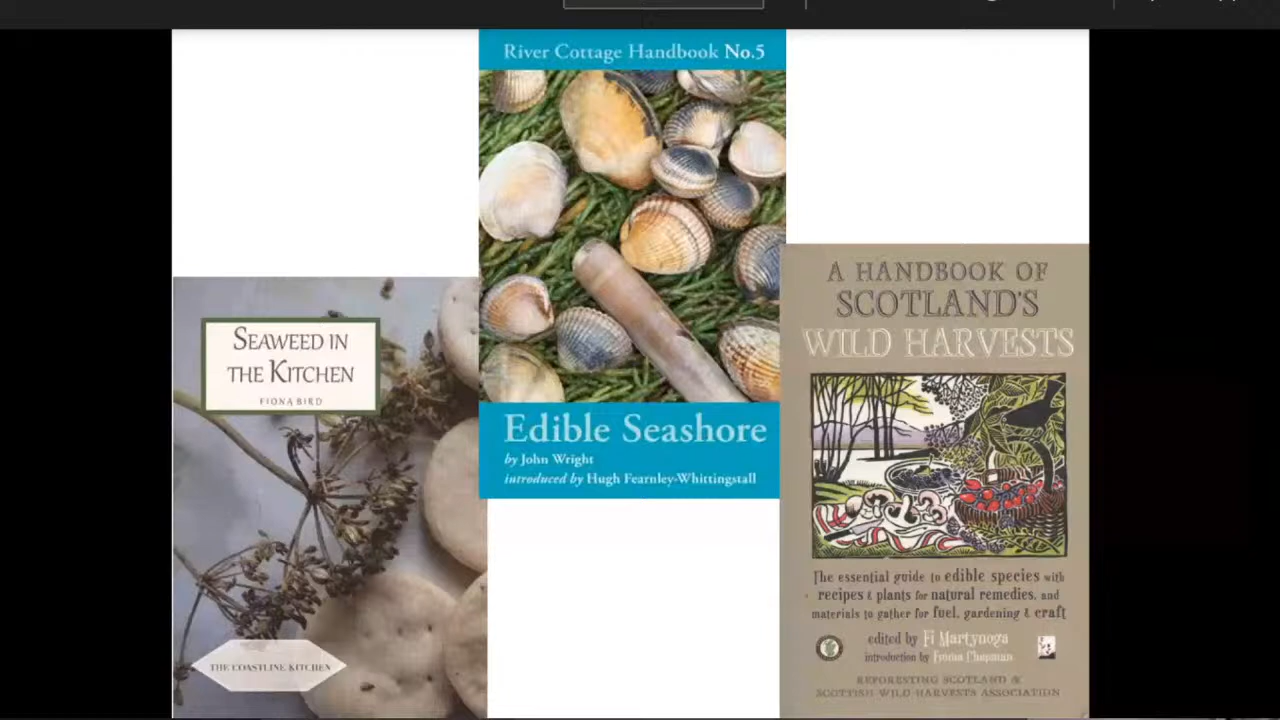 River Cottage Handbook No.5
Edible Seashore
by John Wright
introduced by Hugh Fearnley-Whittingstall
SEAWEED IN
THE KITCHEN
FIONA BIRD
THE COASTLINE KITCHEN
A HANDBOOK OF
SCOTLAND'S
WILD HARVESTS
The essential guide to edible species with
recipes & plants for natural remedies, and
materials to gather for fuel, gardening & craft
edited by Fi Martynoga
introduction by Emma Chapman
REFORESTING SCOTLAND &
SCOTTISH WILD HARVESTS ASSOCIATION